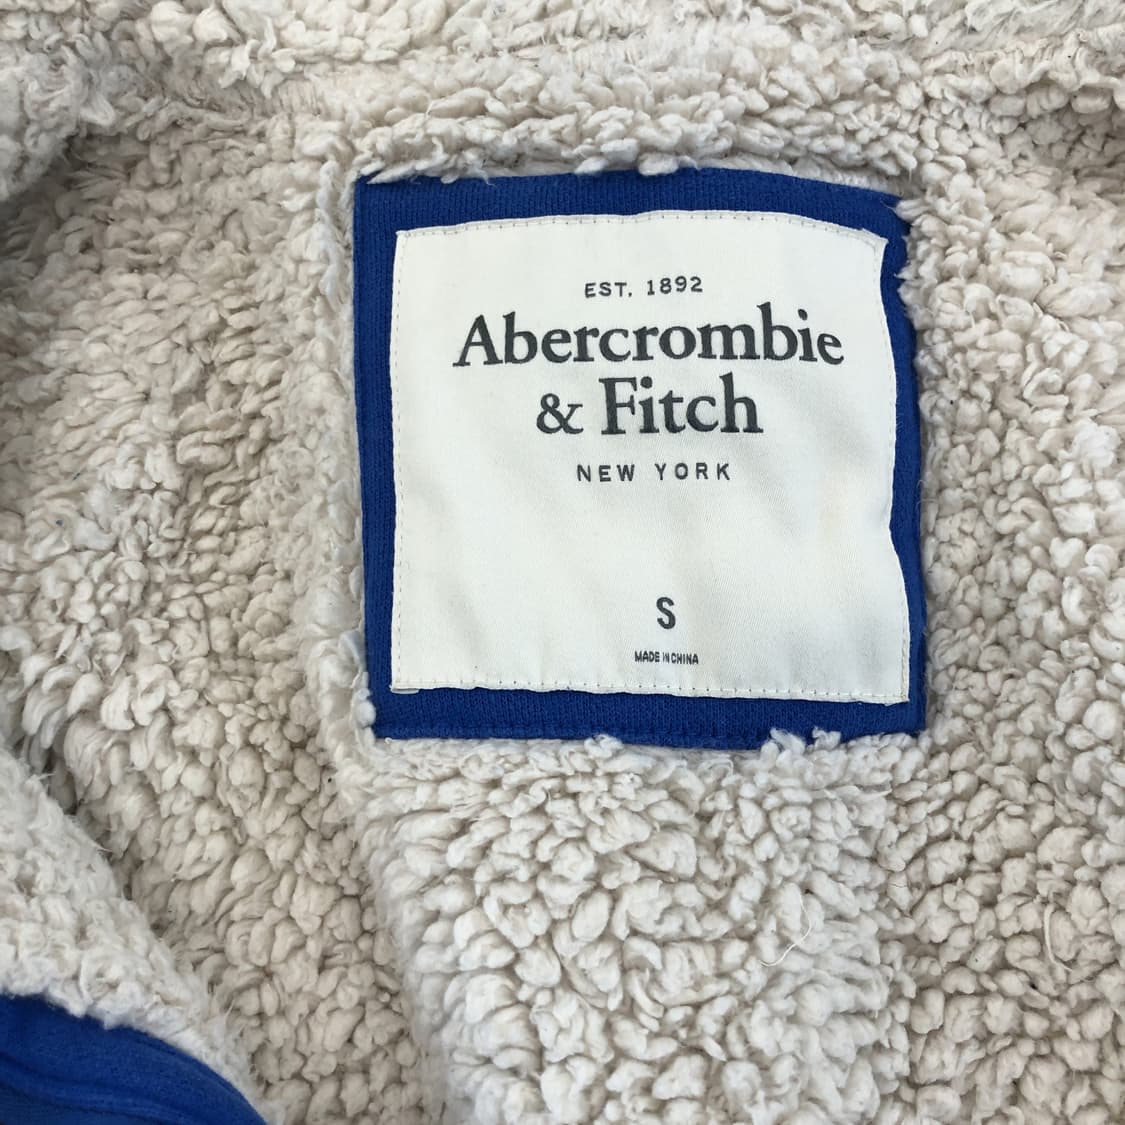 EST. 1892
Abercrombie
& Fitch
NEW YORK
S
MADE IN CHINA